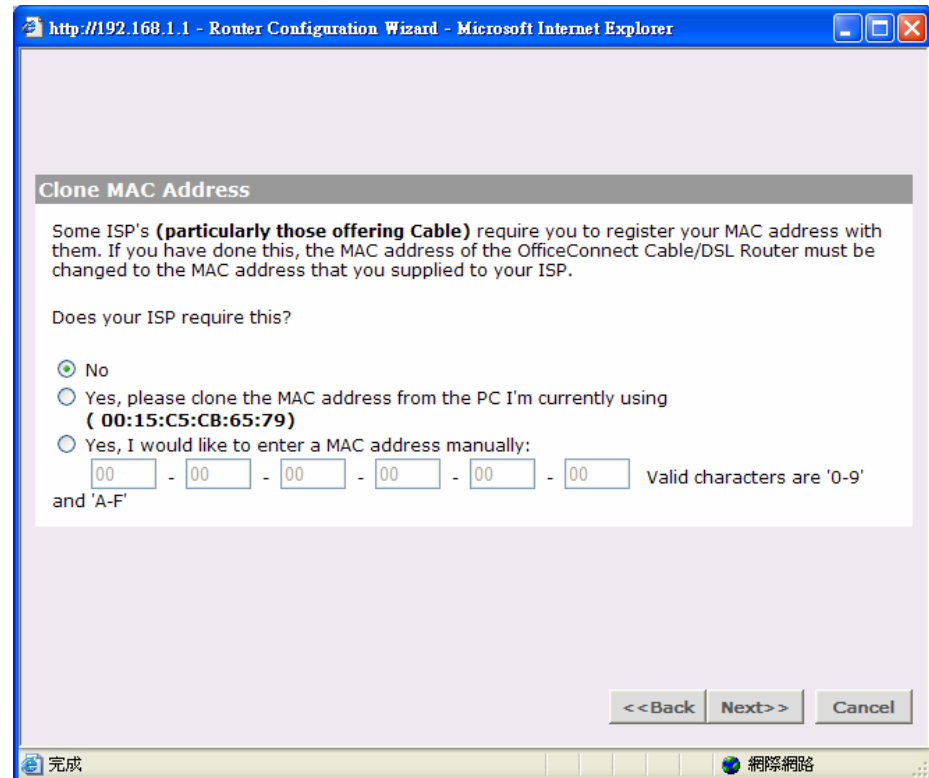 http://192.168.1.1 - Router Configuration Wizard - Microsoft Internet Explorer
Clone MAC Address
Some ISP's (particularly those offering Cable) require you to register your MAC address with
them. If you have done this, the MAC address of the OfficeConnect Cable/DSL Router must be
changed to the MAC address that you supplied to your ISP.
Does your ISP require this?
No
Yes, please clone the MAC address from the PC I'm currently using
( 00:15:C5:CB:65:79)
Yes, I would like to enter a MAC address manually:
00 - 00 - 00 - 00 - 00 - 00 Valid characters are '0-9'
and 'A-F'
<<Back Next>> Cancel
完成 網際網路